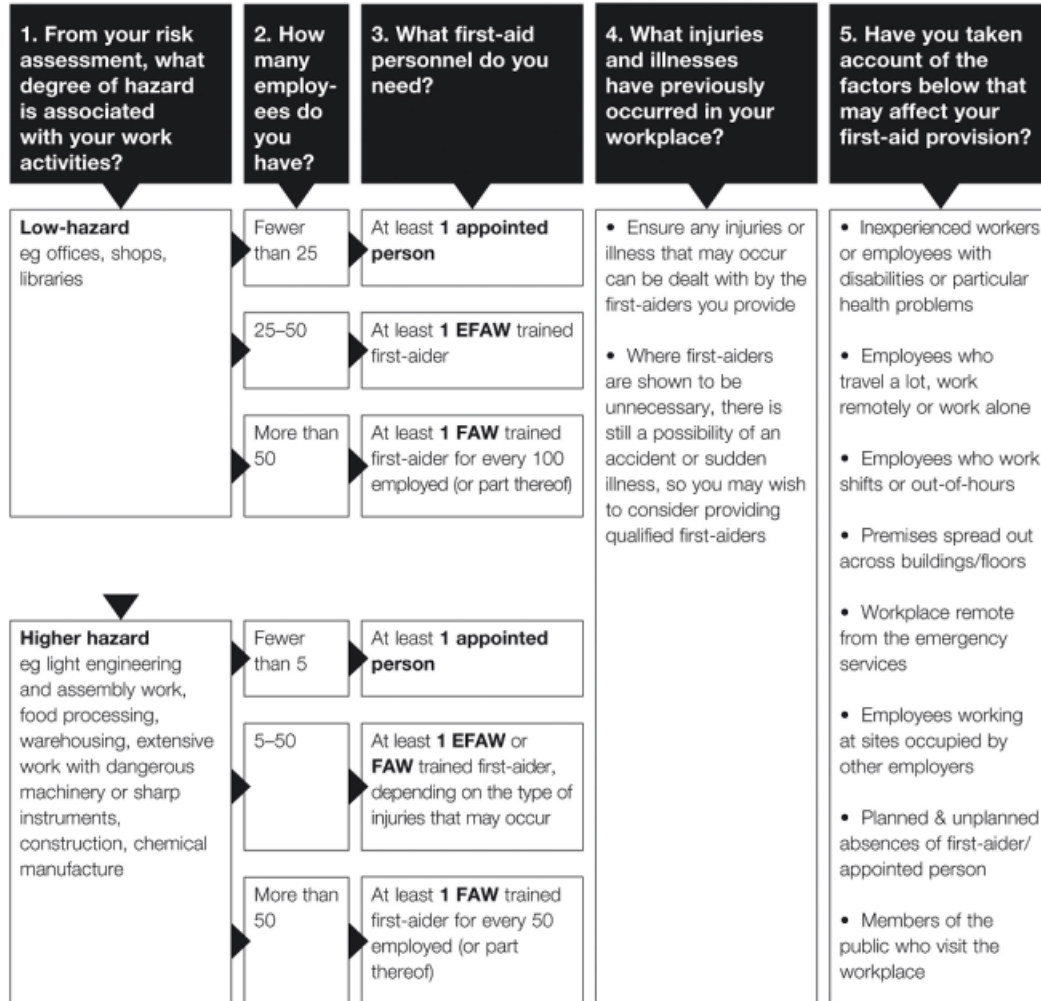 1. From your risk
assessment, what
degree of hazard
is associated
with your work
activities?
2. How
many
employ-
ees do
you
have?
3. What first-aid
personnel do you
need?
4. What injuries
and illnesses
have previously
occurred in your
workplace?
5. Have you taken
account of the
factors below that
may affect your
first-aid provision?
Low-hazard
eg offices, shops,
libraries
Fewer
than 25
At least 1 appointed
person
25–50
At least 1 EFAW trained
first-aider
More than
50
At least 1 FAW trained
first-aider for every 100
employed (or part thereof)
Higher hazard
eg light engineering
and assembly work,
food processing,
warehousing, extensive
work with dangerous
machinery or sharp
instruments,
construction, chemical
manufacture
Fewer
than 5
At least 1 appointed
person
5–50
At least 1 EFAW or
FAW trained first-aider,
depending on the type of
injuries that may occur
More than
50
At least 1 FAW trained
first-aider for every 50
employed (or part
thereof)
• Ensure any injuries or
illness that may occur
can be dealt with by the
first-aiders you provide
• Where first-aiders
are shown to be
unnecessary, there is
still a possibility of an
accident or sudden
illness, so you may wish
to consider providing
qualified first-aiders
• Inexperienced workers
or employees with
disabilities or particular
health problems
• Employees who
travel a lot, work
remotely or work alone
• Employees who work
shifts or out-of-hours
• Premises spread out
across buildings/floors
• Workplace remote
from the emergency
services
• Employees working
at sites occupied by
other employers
• Planned & unplanned
absences of first-aider/
appointed person
• Members of the
public who visit the
workplace